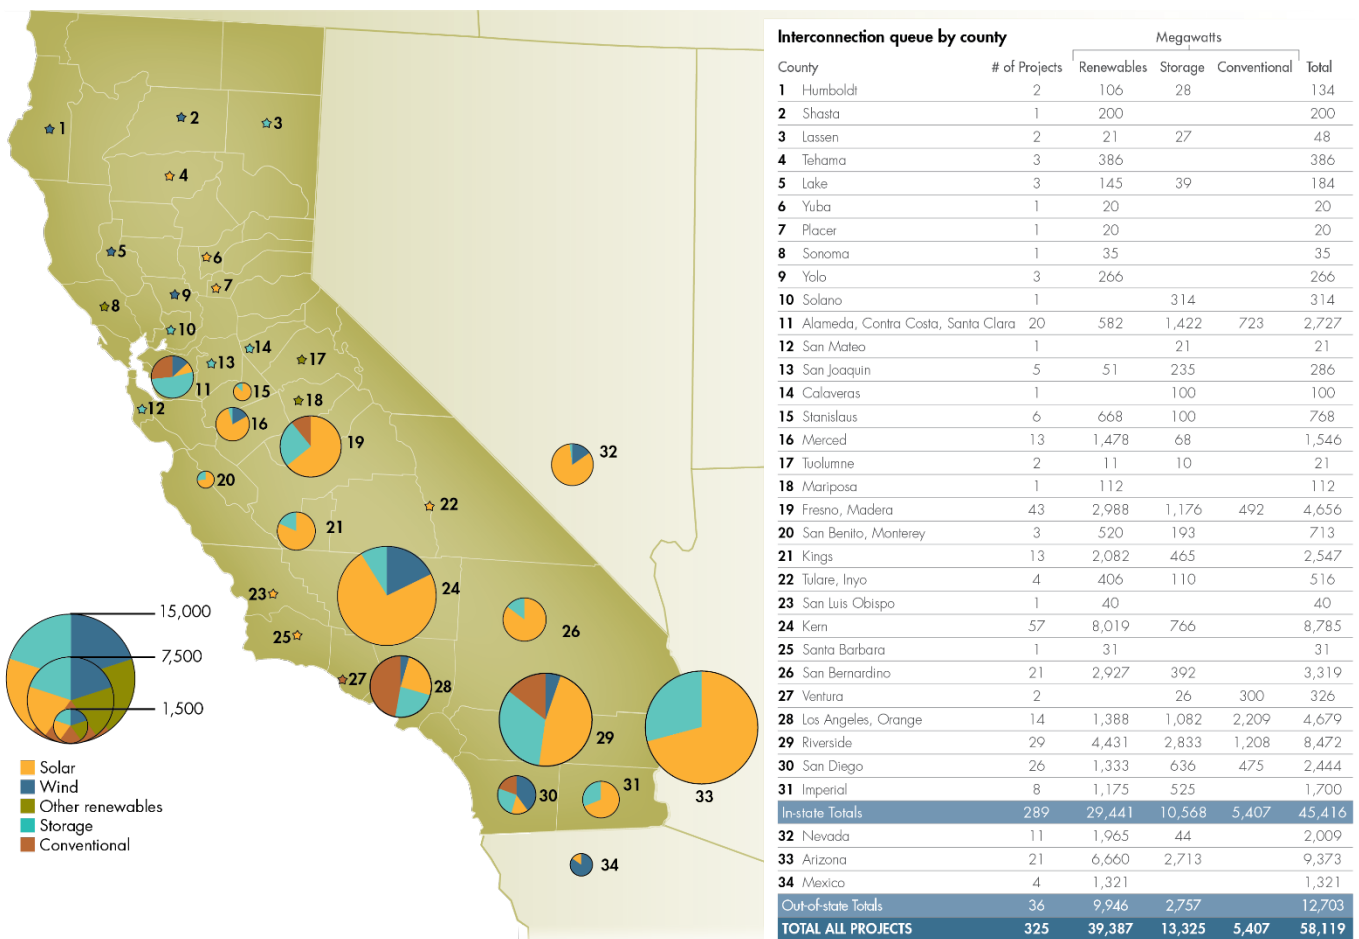 1
2
3
4
5
6
7
8
9
10
11
12
13
14
15
16
17
18
19
20
21
22
23
24
25
26
27
28
29
30
31
32
33
34
15,000
7,500
1,500
Solar
Wind
Other renewables
Storage
Conventional
Interconnection queue by county
Megawatts
County # of Projects Renewables Storage Conventional Total
1 Humboldt 2 106 28 134
2 Shasta 1 200 200
3 Lassen 2 21 27 48
4 Tehama 3 386 386
5 Lake 3 145 39 184
6 Yuba 1 20 20
7 Placer 1 20 20
8 Sonoma 1 35 35
9 Yolo 3 266 266
10 Solano 1 314 314
11 Alameda, Contra Costa, Santa Clara 20 582 1,422 723 2,727
12 San Mateo 1 21 21
13 San Joaquin 5 51 235 286
14 Calaveras 1 100 100
15 Stanislaus 6 668 100 768
16 Merced 13 1,478 68 1,546
17 Tuolumne 2 11 10 21
18 Mariposa 1 112 112
19 Fresno, Madera 43 2,988 1,176 492 4,656
20 San Benito, Monterey 3 520 193 713
21 Kings 13 2,082 465 2,547
22 Tulare, Inyo 4 406 110 516
23 San Luis Obispo 1 40 40
24 Kern 57 8,019 766 8,785
25 Santa Barbara 1 31 31
26 San Bernardino 21 2,927 392 3,319
27 Ventura 2 26 300 326
28 Los Angeles, Orange 14 1,388 1,082 2,209 4,679
29 Riverside 29 4,431 2,833 1,208 8,472
30 San Diego 26 1,333 636 475 2,444
31 Imperial 8 1,175 525 1,700
In-state Totals 289 29,441 10,568 5,407 45,416
32 Nevada 11 1,965 44 2,009
33 Arizona 21 6,660 2,713 9,373
34 Mexico 4 1,321 1,321
Out-of-state Totals 36 9,946 2,757 12,703
TOTAL ALL PROJECTS 325 39,387 13,325 5,407 58,119